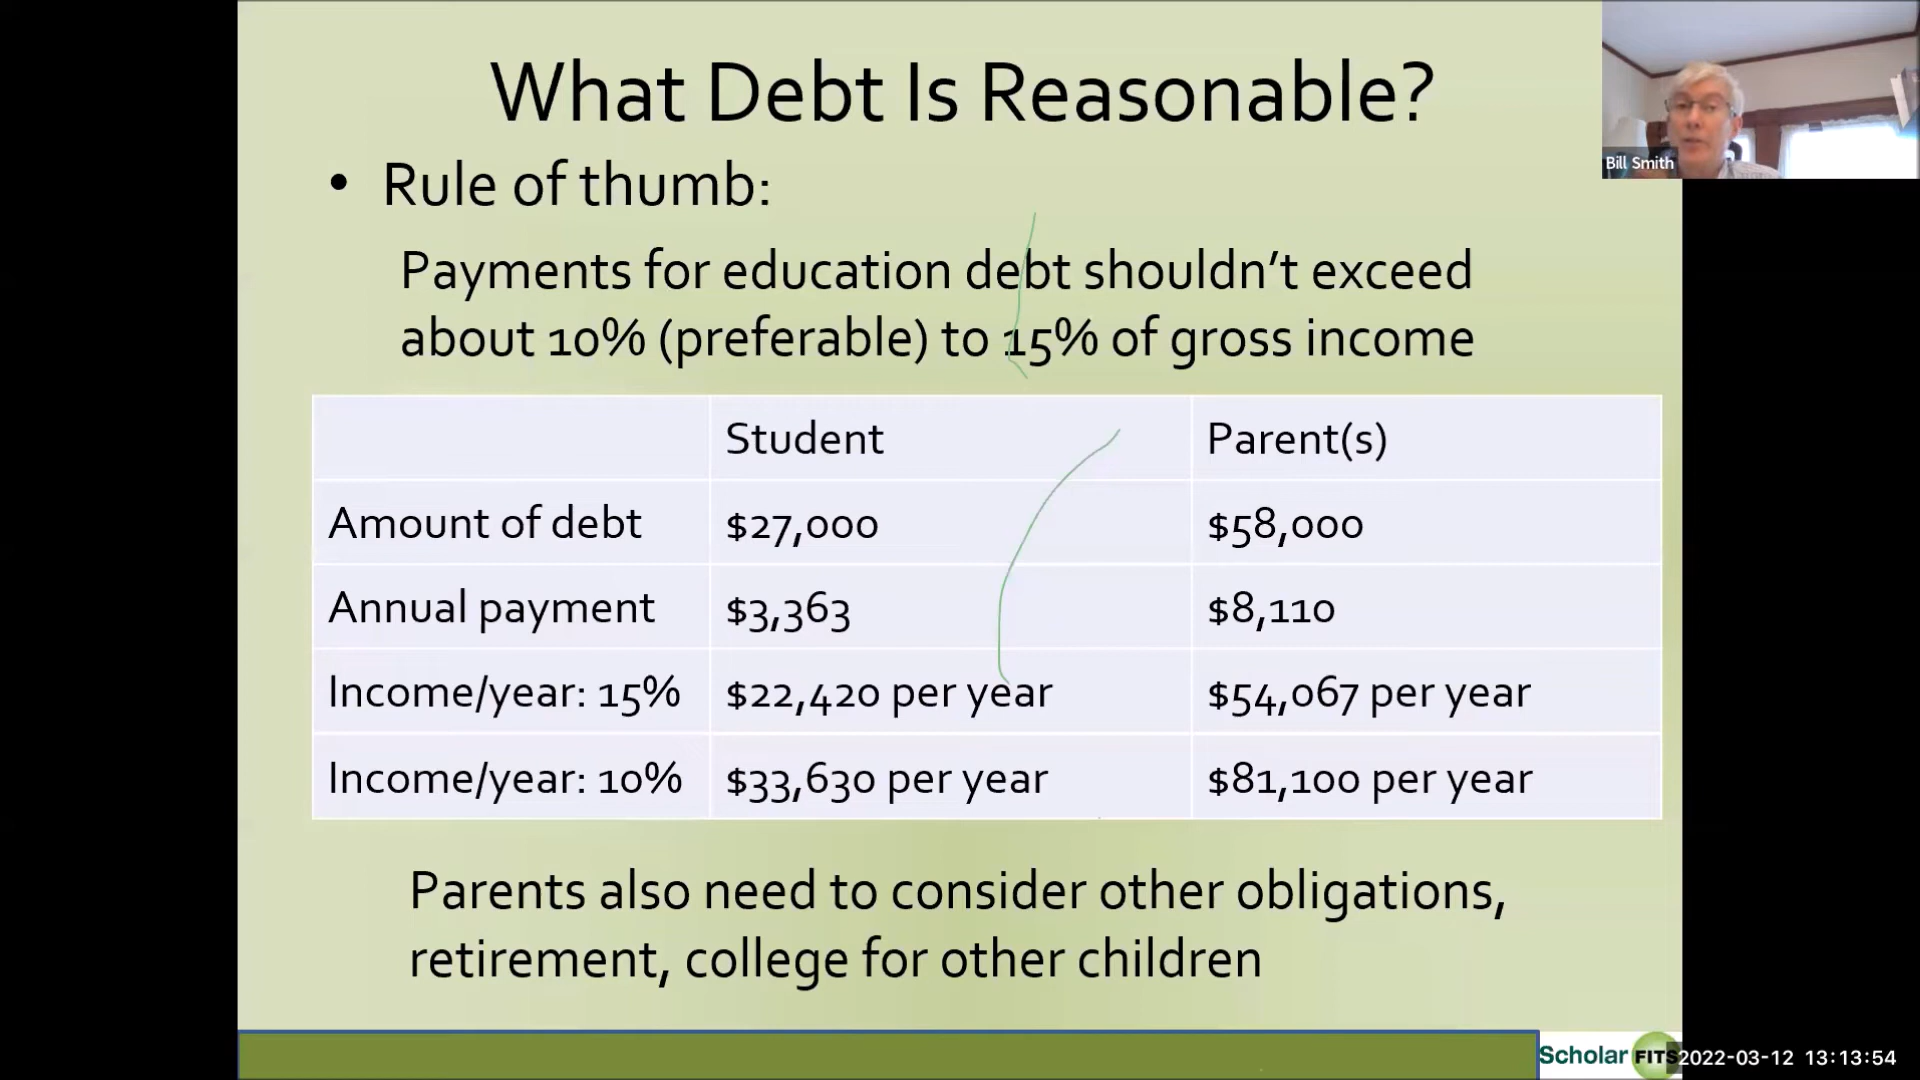 What Debt Is Reasonable?
• Rule of thumb:
Payments for education debt shouldn't exceed
about 10% (preferable) to 15% of gross income
Student Parent(s)
Amount of debt $27,000 $58,000
Annual payment $3,363 $8,110
Income/year: 15% $22,420 per year $54,067 per year
Income/year: 10% $33,630 per year $81,100 per year
Parents also need to consider other obligations,
retirement, college for other children
Bill Smith
Scholar FITS
2022-03-12 13:13:54